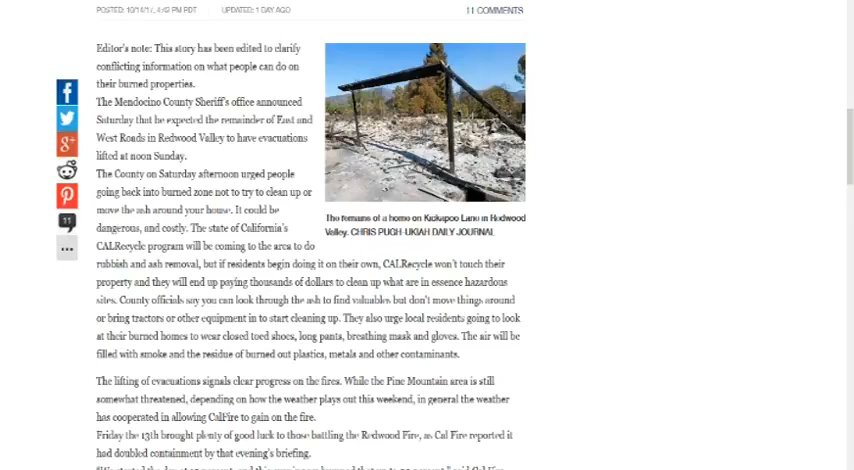 POSTED: 10/14/17, 4:49 PM PDT
UPDATED: 1 DAY AGO
11 COMMENTS
Editor's note: This story has been edited to clarify
conflicting information on what people can do on
their burned properties.
The Mendocino County Sheriff's office announced
Saturday that he expected the remainder of East and
West Roads in Redwood Valley to have evacuations
lifted at noon Sunday.
The County on Saturday afternoon urged people
going back into burned zone not to try to clean up or
move the ash around your house. It could be
dangerous, and costly. The state of California's
CALRecycle program will be coming to the area to do
rubbish and ash removal, but if residents begin doing it on their own, CALRecycle won't touch their
property and they will end up paying thousands of dollars to clean up what are in essence hazardous
sites. County officials say you can look through the ash to find valuables but don't move things around
or bring tractors or other equipment in to start cleaning up. They also urge local residents going to look
at their burned homes to wear closed toed shoes, long pants, breathing mask and gloves. The air will be
filled with smoke and the residue of burned out plastics, metals and other contaminants.
The remains of a home on Kickapoo Lane in Redwood
Valley. CHRIS PUGH-UKIAH DAILY JOURNAL
11
The lifting of evacuations signals clear progress on the fires. While the Pine Mountain area is still
somewhat threatened, depending on how the weather plays out this weekend, in general the weather
has cooperated in allowing CalFire to gain on the fire.
Friday the 13th brought plenty of good luck to those battling the Redwood Fire, as Cal Fire reported it
had doubled containment by that evening's briefing.